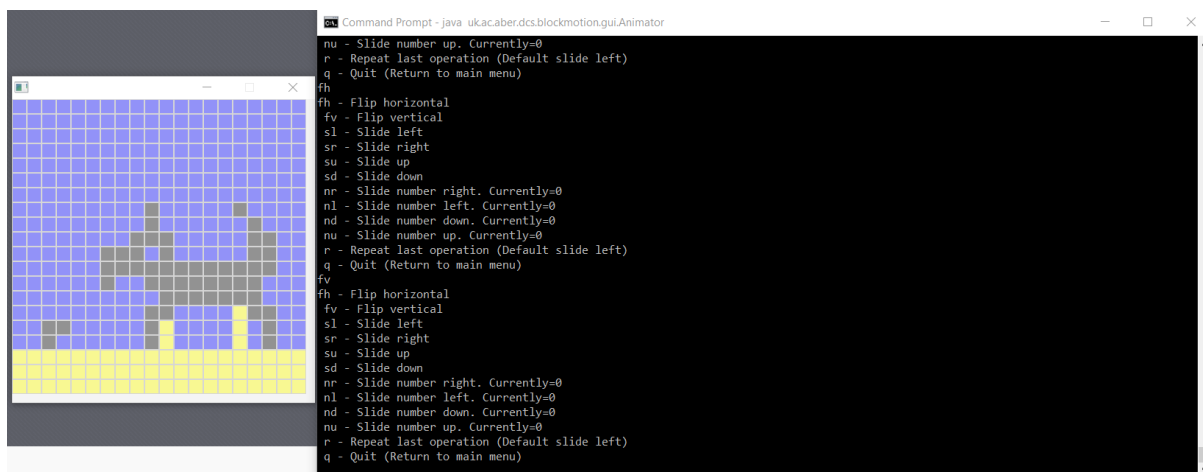 Command Prompt - java uk.ac.aber.dcs.blockmotion.gui.Animator
nu - Slide number up. Currently=0
r - Repeat last operation (Default slide left)
q - Quit (Return to main menu)
fh
fh - Flip horizontal
fv - Flip vertical
sl - Slide left
sr - Slide right
su - Slide up
sd - Slide down
nr - Slide number right. Currently=0
nl - Slide number left. Currently=0
nd - Slide number down. Currently=0
nu - Slide number up. Currently=0
r - Repeat last operation (Default slide left)
q - Quit (Return to main menu)
fv
fh - Flip horizontal
fv - Flip vertical
sl - Slide left
sr - Slide right
su - Slide up
sd - Slide down
nr - Slide number right. Currently=0
nl - Slide number left. Currently=0
nd - Slide number down. Currently=0
nu - Slide number up. Currently=0
r - Repeat last operation (Default slide left)
q - Quit (Return to main menu)